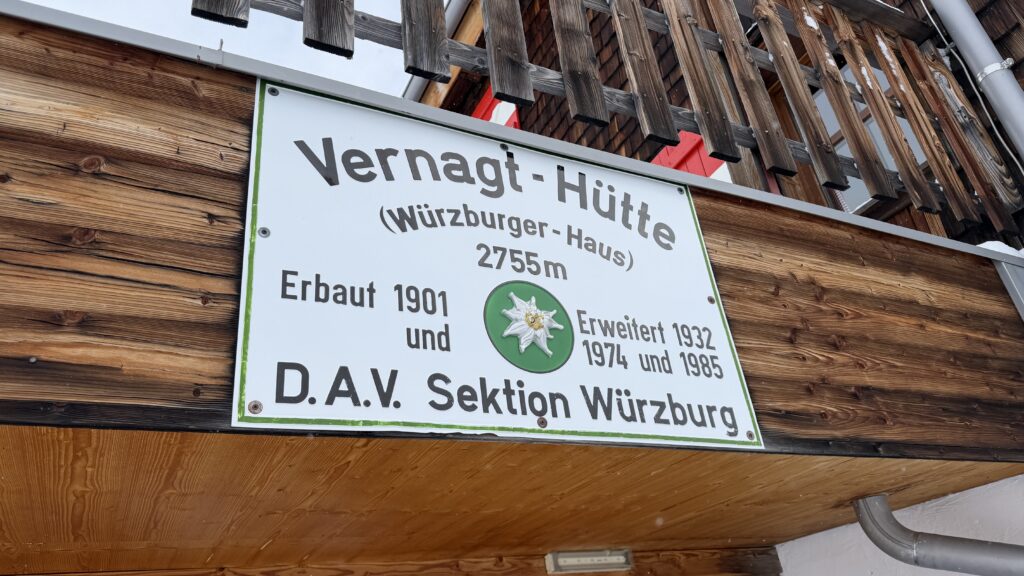 Vernagt-Hütte
(Würzburger-Haus)
2755m
Erbaut 1901
und
Erweitert 1932
1974 und 1985
D.A.V. Sektion Würzburg